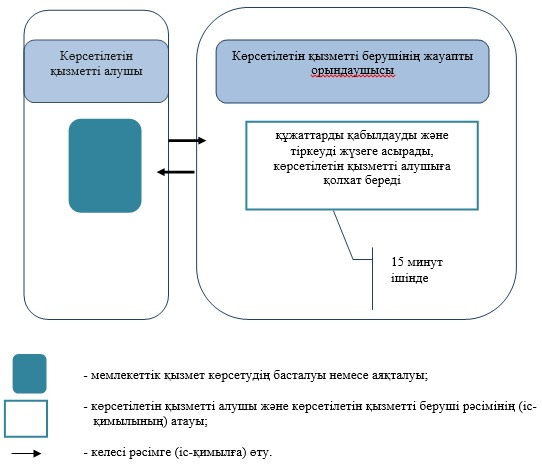 Көрсетілетін
қызметті алушы
Көрсетілетін қызметті берушінің жауапты
орындаушысы
құжаттарды қабылдауды және
тіркеуді жүзеге асырады,
көрсетілетін қызметті алушыға
қолхат береді
15 минут
ішінде
- мемлекеттік қызмет көрсетудің басталуы немесе аяқталуы;
- көрсетілетін қызметті алушы және көрсетілетін қызметті беруші рәсімінің (іс-
қимылының) атауы;
- келесі рәсімге (іс-қимылға) өту.